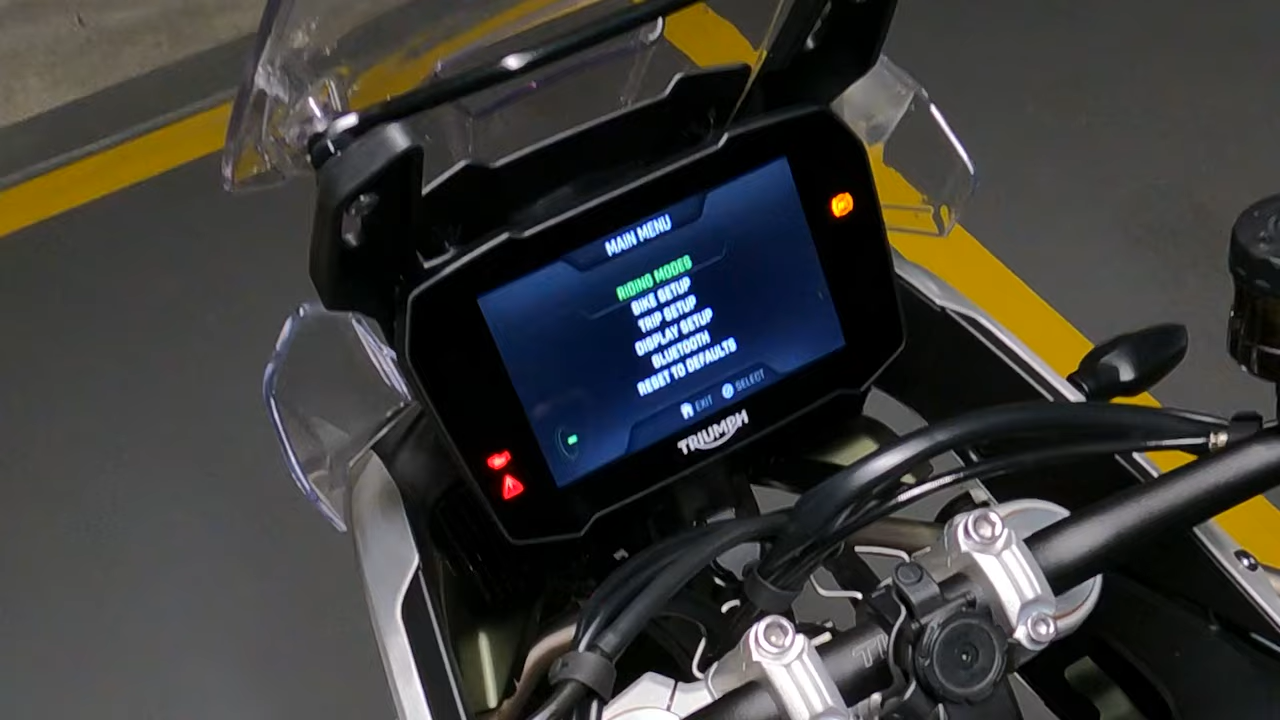 MAIN MENU
RIDING MODES
BIKE SETUP
TRIP SETUP
DISPLAY SETUP
BLUETOOTH
RESET TO DEFAULTS
EXIT SELECT
TRIUMPH